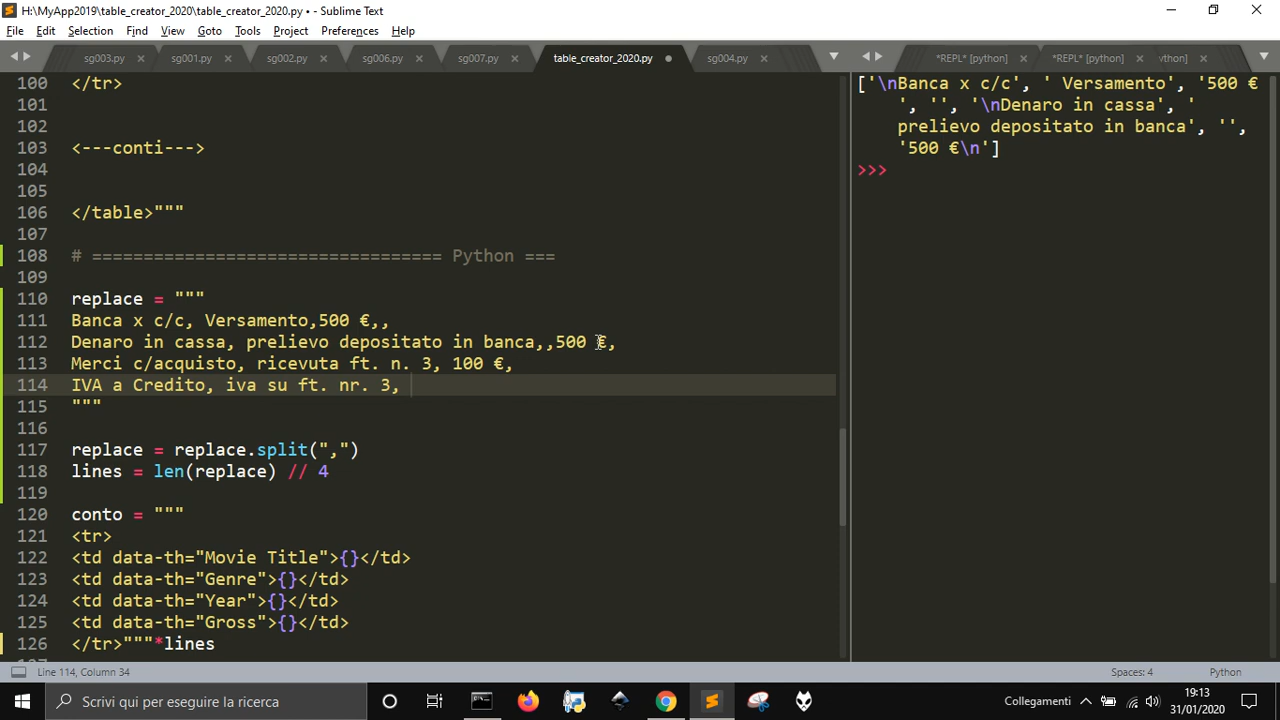 H:\MyApp2019\table_creator_2020\table_creator_2020.py • - Sublime Text
File Edit Selection Find View Goto Tools Project Preferences Help
sg003.py sg001.py sg002.py sg006.py sg007.py table_creator_2020.py sg004.py *REPL* [python] *REPL* [python] ython]
100 </tr>
101
102
103 <---conti--->
104
105
106 </table>"""
107
108 # ================================== Python ===
109
110 replace = """
111 Banca x c/c, Versamento,500 €,,
112 Denaro in cassa, prelievo depositato in banca,,500 €,
113 Merci c/acquisto, ricevuta ft. n. 3, 100 €,
114 IVA a Credito, iva su ft. nr. 3,
115 """
116
117 replace = replace.split(",")
118 lines = len(replace) // 4
119
120 conto = """
121 <tr>
122 <td data-th="Movie Title">{}</td>
123 <td data-th="Genre">{}</td>
124 <td data-th="Year">{}</td>
125 <td data-th="Gross">{}</td>
126 </tr>"""*lines
['\nBanca x c/c', ' Versamento', '500 €
', '', '\nDenaro in cassa', '
prelievo depositato in banca', '',
'500 €\n']
>>>
Line 114, Column 34
Spaces: 4
Python
Scrivi qui per eseguire la ricerca
Collegamenti
19:13
31/01/2020